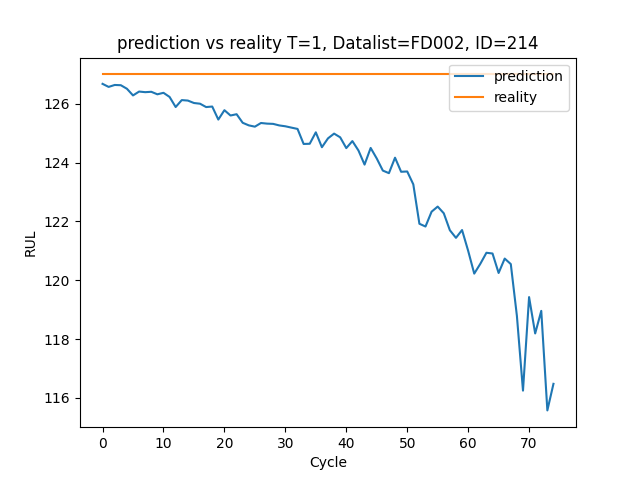 prediction vs reality T=1, Datalist=FD002, ID=214
prediction
reality
126
124
122
120
118
116
RUL
0 10 20 30 40 50 60 70
Cycle